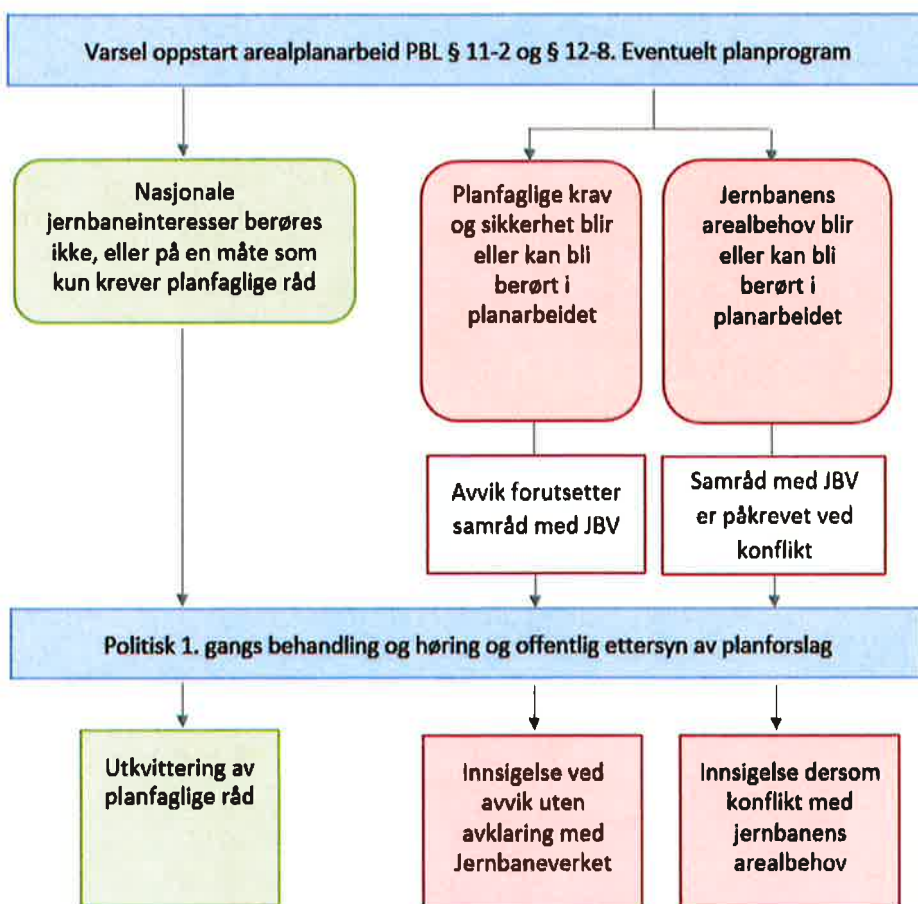 Varsel oppstart arealplanarbeid PBL § 11-2 og § 12-8. Eventuelt planprogram
Nasjonale
jernbaneinteresser berøres
ikke, eller på en måte som
kun krever planfaglige råd
Planfaglige krav
og sikkerhet blir
eller kan bli
berørt i
planarbeidet
Jernbanens
arealbehov blir
eller kan bli
berørt i
planarbeidet
Avvik forutsetter
samråd med JBV
Samråd med JBV
er påkrevet ved
konflikt
Politisk 1. gangs behandling og høring og offentlig ettersyn av planforslag
Utkvittering av
planfaglige råd
Innsigelse ved
avvik uten
avklaring med
Jernbaneverket
Innsigelse dersom
konflikt med
jernbanens
arealbehov